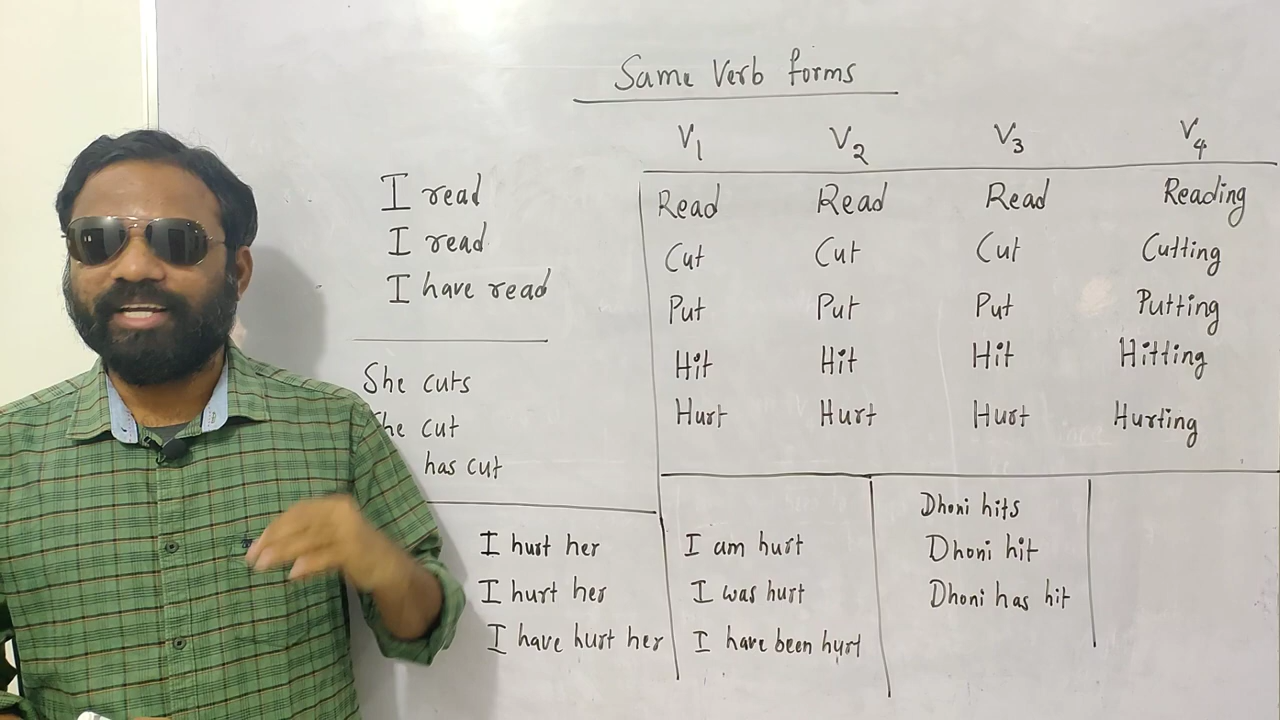 Same Verb forms
V1 V2 V3 V4
Read Read Read Reading
Cut Cut Cut Cutting
Put Put Put Putting
Hit Hit Hit Hitting
Hurt Hurt Hurt Hurting
I read
I read
I have read
She cuts
he cut
has cut
I hurt her
I hurt her
I have hurt her
I am hurt
I was hurt
I have been hurt
Dhoni hits
Dhoni hit
Dhoni has hit